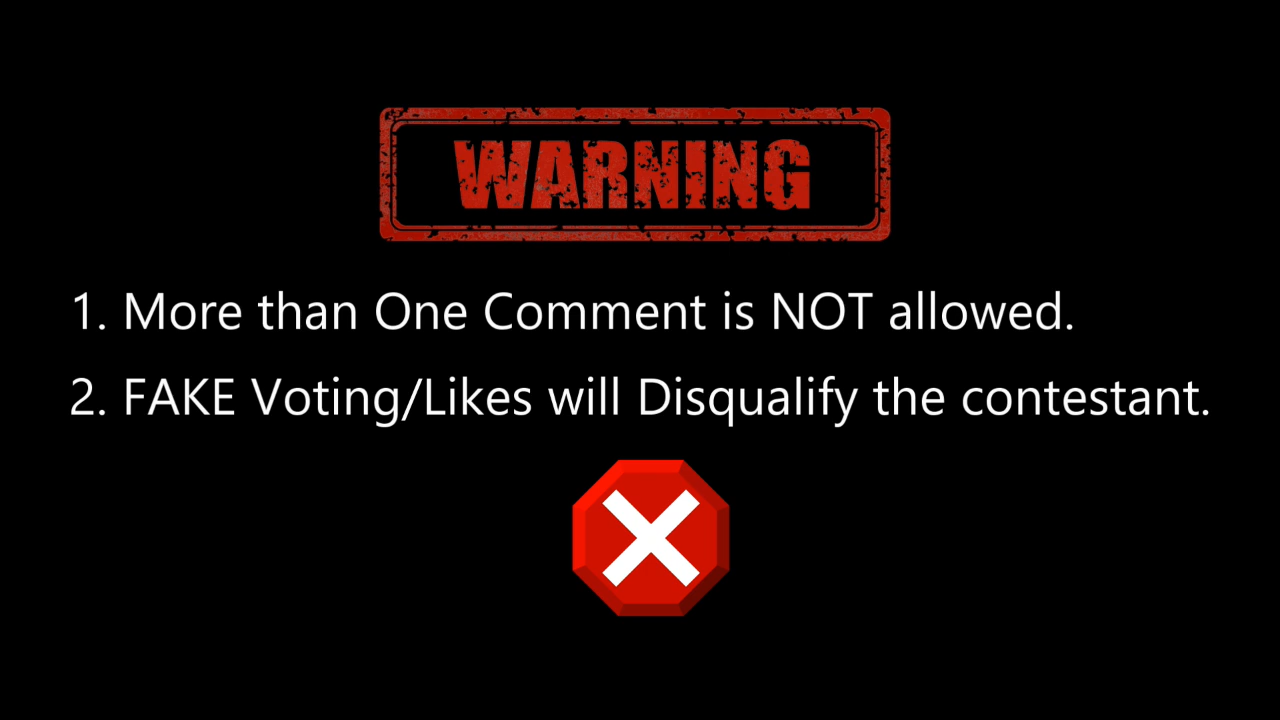 WARNING
1. More than One Comment is NOT allowed.
2. FAKE Voting/Likes will Disqualify the contestant.